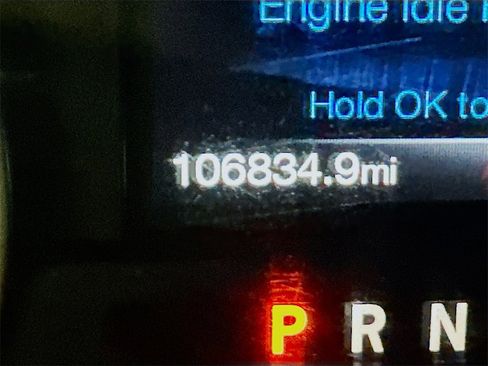 Engine Idle
Hold OK to
106834.9mi
P R N